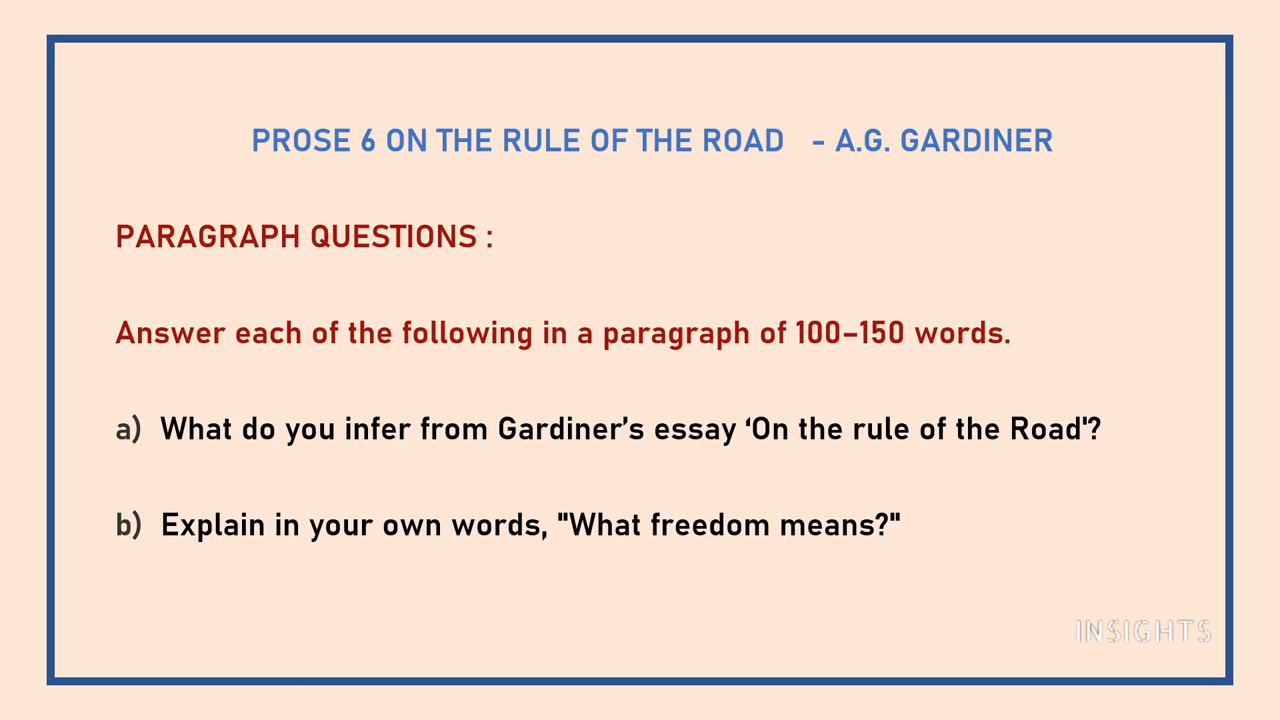 PROSE 6 ON THE RULE OF THE ROAD - A.G. GARDINER
PARAGRAPH QUESTIONS :
Answer each of the following in a paragraph of 100–150 words.
a) What do you infer from Gardiner’s essay ‘On the rule of the Road'?
b) Explain in your own words, "What freedom means?"
INSIGHTS